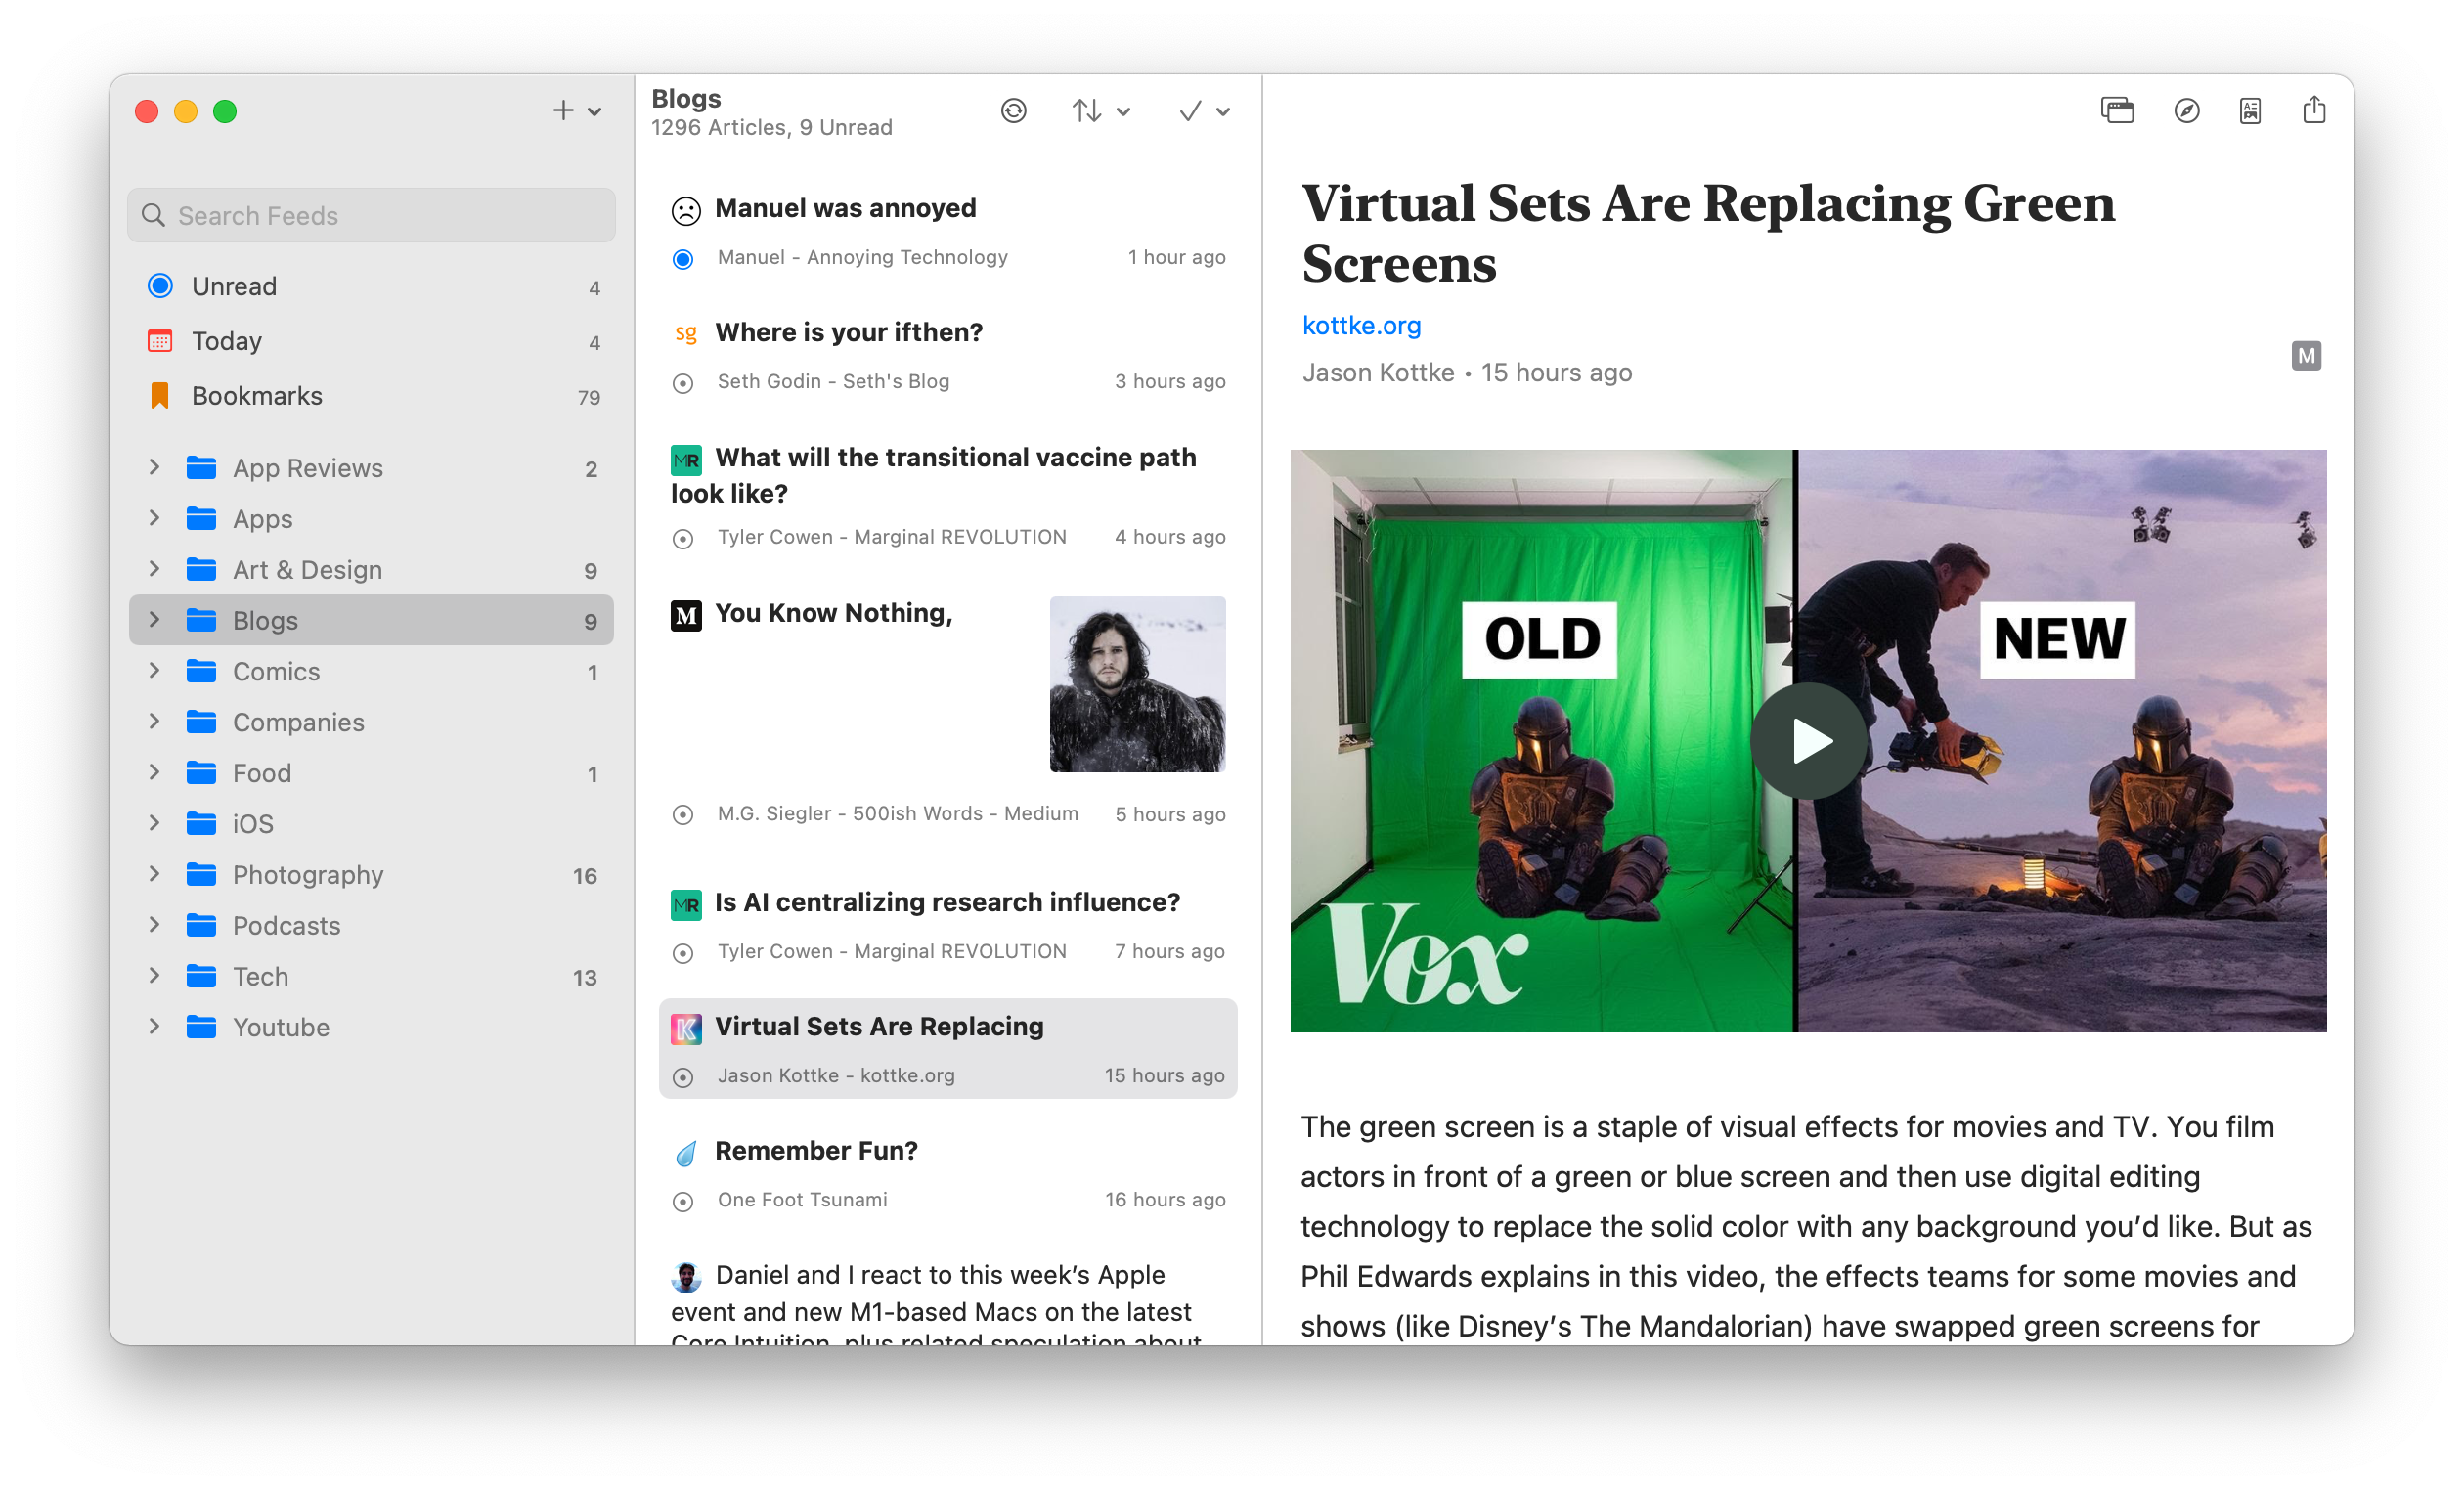 Search Feeds
Unread 4
Today 4
Bookmarks 79
App Reviews 2
Apps
Art & Design 9
Blogs 9
Comics 1
Companies
Food 1
iOS
Photography 16
Podcasts
Tech 13
Youtube
Blogs
1296 Articles, 9 Unread
Manuel was annoyed
Manuel - Annoying Technology 1 hour ago
sg Where is your ifthen?
Seth Godin - Seth's Blog 3 hours ago
MR What will the transitional vaccine path
look like?
Tyler Cowen - Marginal REVOLUTION 4 hours ago
M You Know Nothing,
M.G. Siegler - 500ish Words - Medium 5 hours ago
MR Is AI centralizing research influence?
Tyler Cowen - Marginal REVOLUTION 7 hours ago
K Virtual Sets Are Replacing
Jason Kottke - kottke.org 15 hours ago
Remember Fun?
One Foot Tsunami 16 hours ago
Daniel and I react to this week’s Apple
event and new M1-based Macs on the latest
Core Intuition, plus related speculation about
Virtual Sets Are Replacing Green
Screens
kottke.org
Jason Kottke • 15 hours ago
M
OLD
NEW
Vox
The green screen is a staple of visual effects for movies and TV. You film
actors in front of a green or blue screen and then use digital editing
technology to replace the solid color with any background you’d like. But as
Phil Edwards explains in this video, the effects teams for some movies and
shows (like Disney’s The Mandalorian) have swapped green screens for